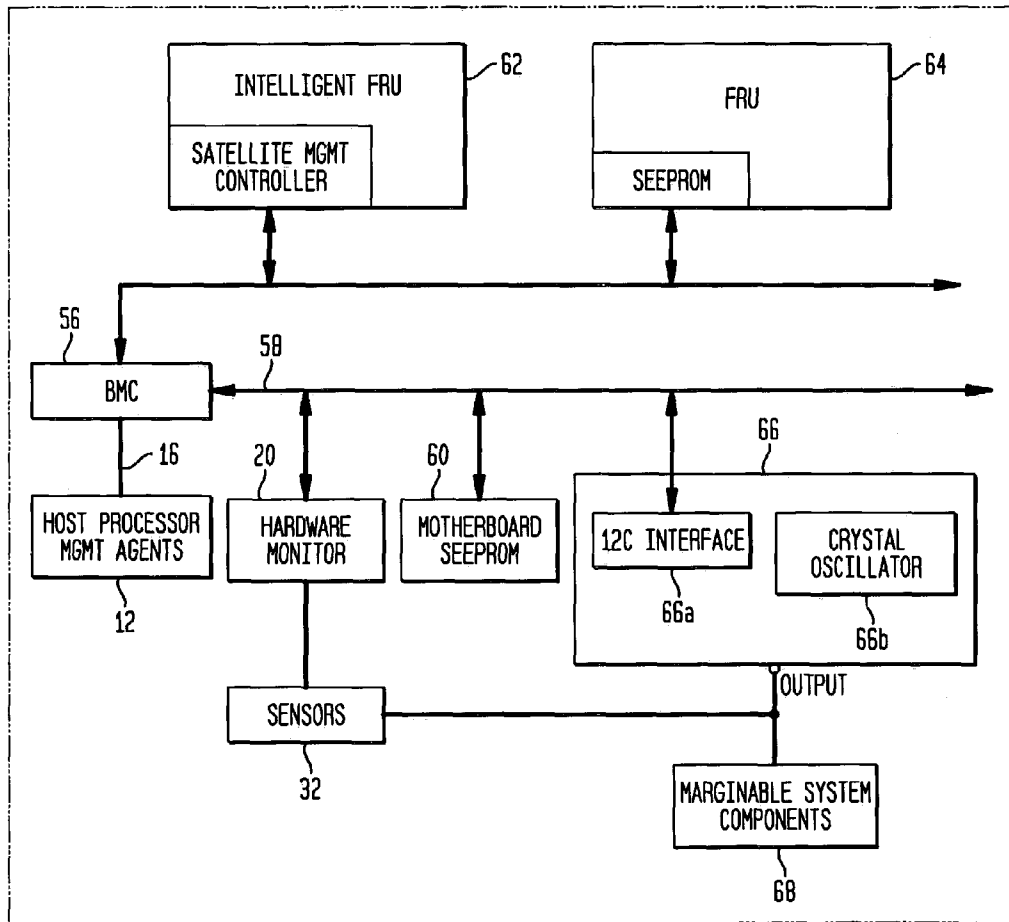 62
INTELLIGENT FRU
SATELLITE MGMT
CONTROLLER
64
FRU
SEEPROM
56
BMC
58
16
HOST PROCESSOR
MGMT AGENTS
12
20
HARDWARE
MONITOR
60
MOTHERBOARD
SEEPROM
66
12C INTERFACE
66a
CRYSTAL
OSCILLATOR
66b
OUTPUT
SENSORS
32
MARGINABLE SYSTEM
COMPONENTS
68